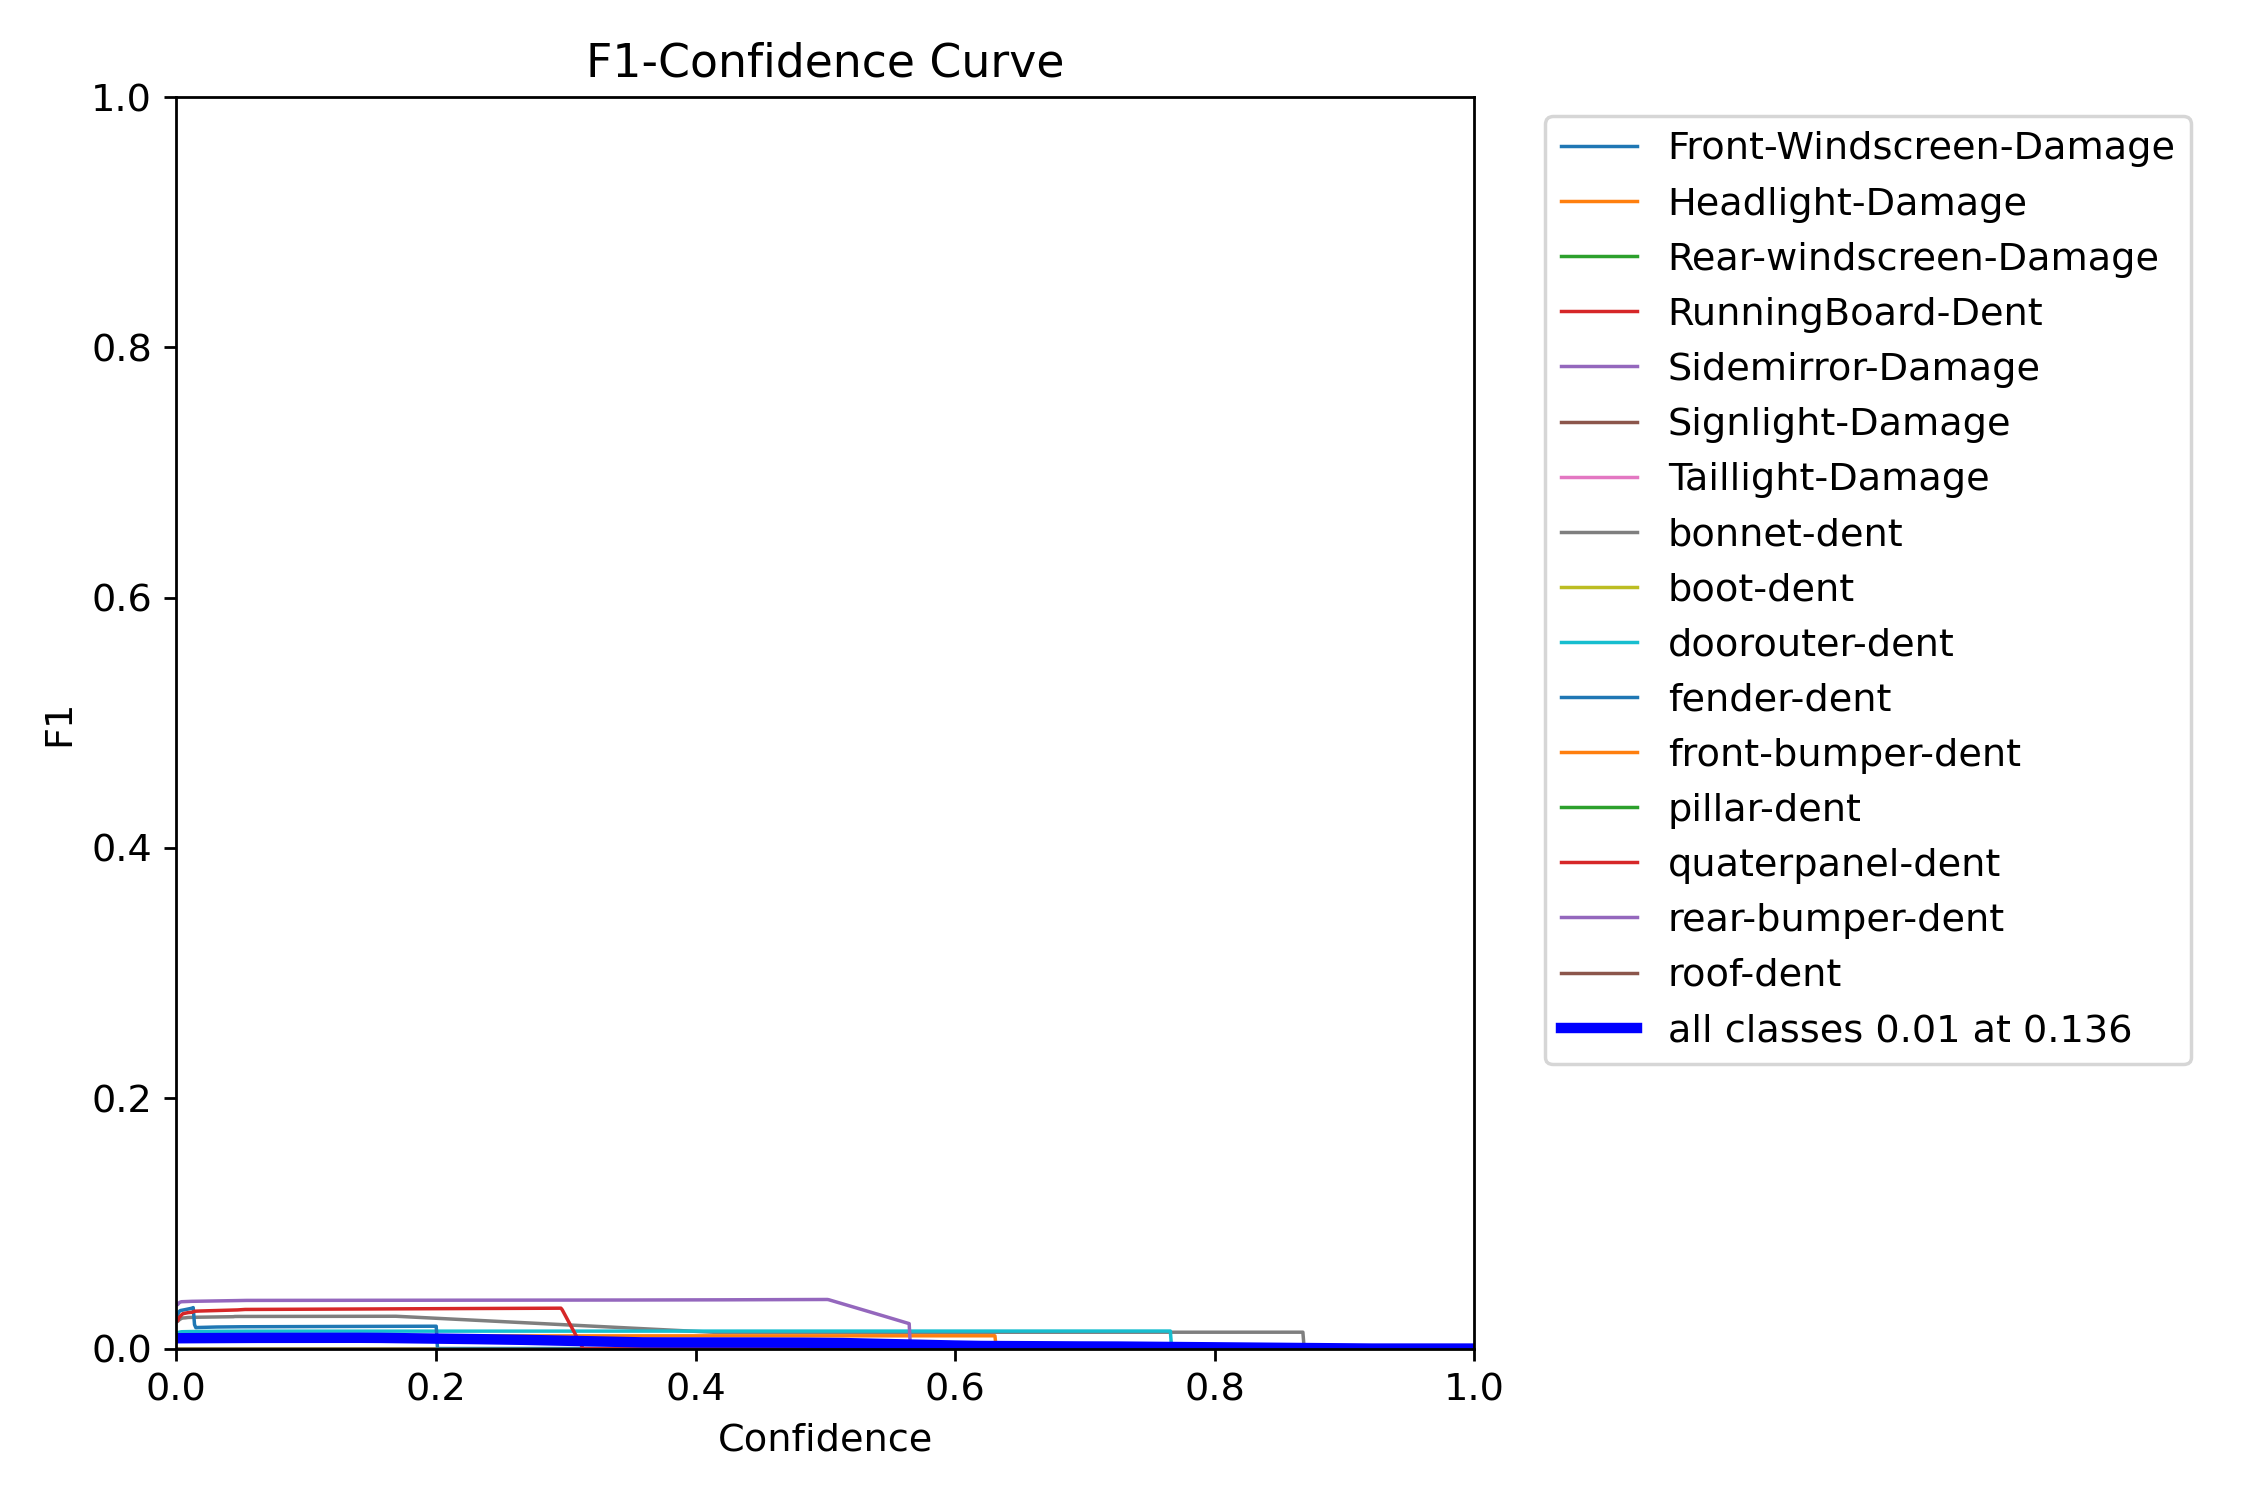 F1-Confidence Curve
1.0
0.8
0.6
0.4
0.2
0.0
F1
0.0 0.2 0.4 0.6 0.8 1.0
Confidence
Front-Windscreen-Damage
Headlight-Damage
Rear-windscreen-Damage
RunningBoard-Dent
Sidemirror-Damage
Signlight-Damage
Taillight-Damage
bonnet-dent
boot-dent
doorouter-dent
fender-dent
front-bumper-dent
pillar-dent
quaterpanel-dent
rear-bumper-dent
roof-dent
all classes 0.01 at 0.136